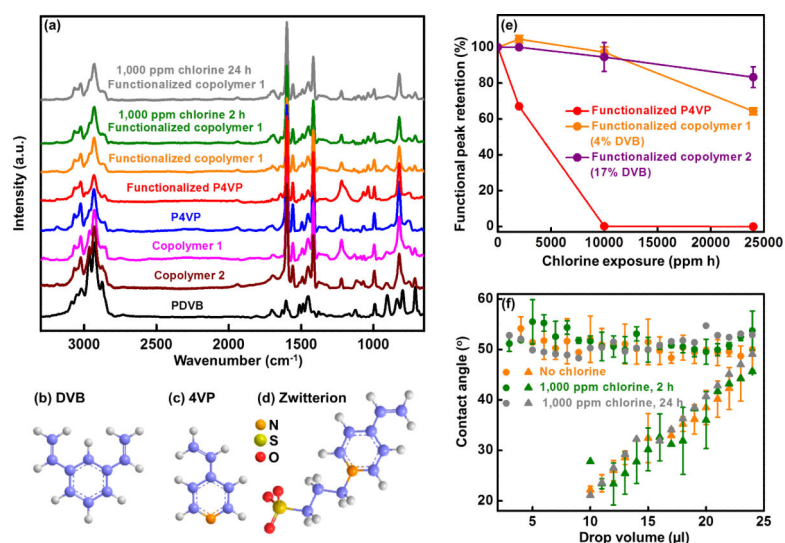 (a)
1,000 ppm chlorine 24 h
Functionalized copolymer 1
1,000 ppm chlorine 2 h
Functionalized copolymer 1
Functionalized copolymer 1
Functionalized P4VP
P4VP
Copolymer 1
Copolymer 2
PDVB
Intensity (a.u.)
3000 2500 2000 1500 1000
Wavenumber (cm-1)
(b) DVB
(c) 4VP
(d) Zwitterion
N
S
O
(e)
Functional peak retention (%)
120
100
80
60
40
20
0
Functionalized P4VP
Functionalized copolymer 1
(4% DVB)
Functionalized copolymer 2
(17% DVB)
0 5000 10000 15000 20000 25000
Chlorine exposure (ppm h)
(f)
Contact angle (°)
60
50
40
30
20
No chlorine
1,000 ppm chlorine, 2 h
1,000 ppm chlorine, 24 h
5 10 15 20 25
Drop volume (µl)